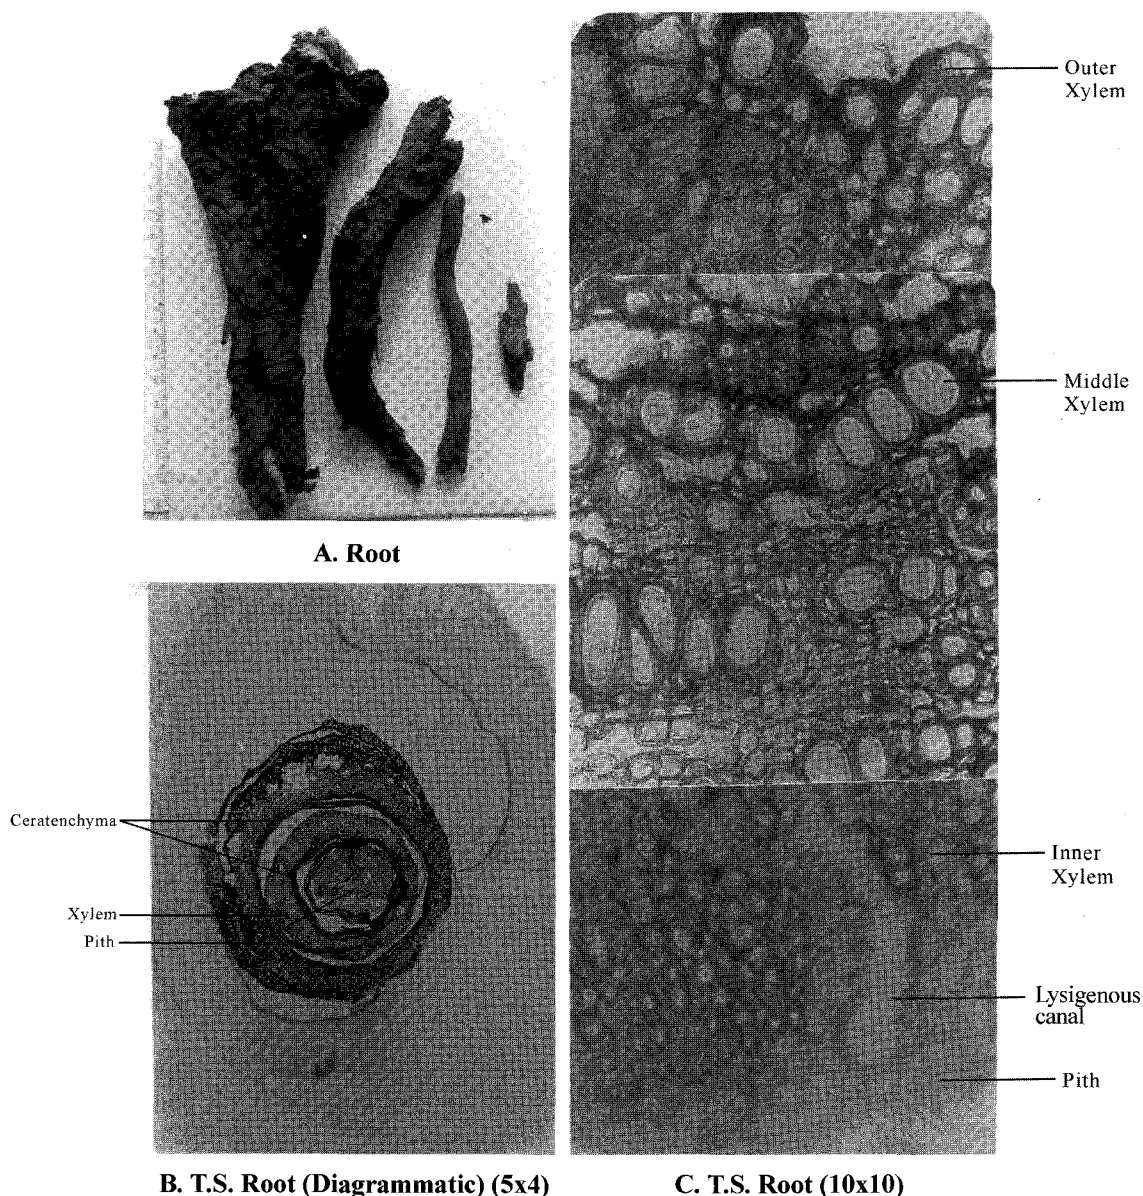 Outer
Xylem
Middle
Xylem
A. Root
Ceratenchyma
Xylem
Pith
Inner
Xylem
Lysigenous
canal
Pith
B. T.S. Root (Diagrammatic) (5x4)
C. T.S. Root (10x10)